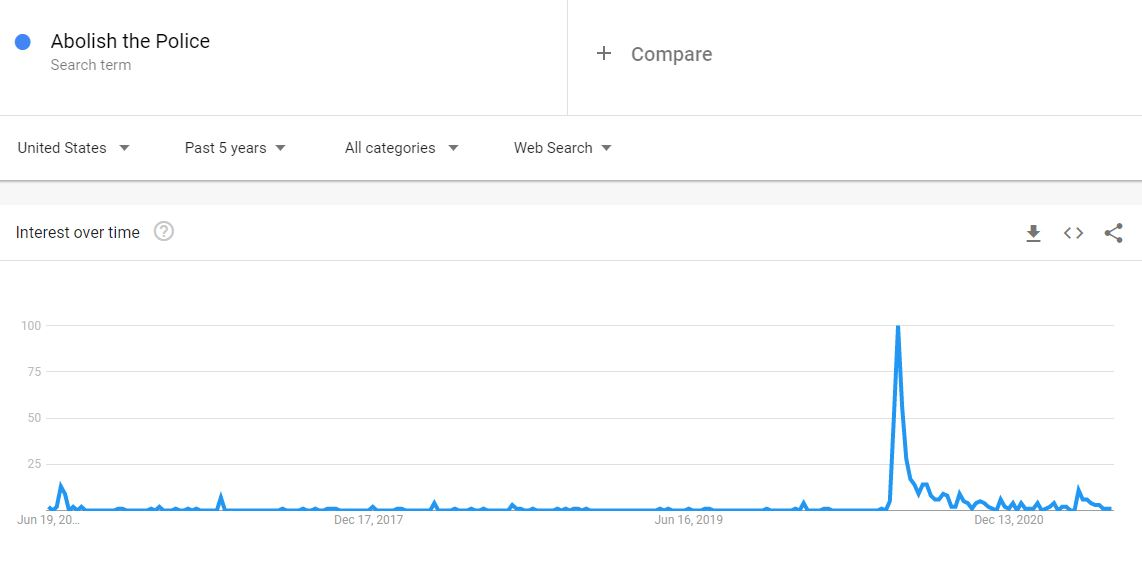 Abolish the Police
Search term
+ Compare
United States
Past 5 years
All categories
Web Search
Interest over time ?
100
75
50
25
Jun 19, 20...
Dec 17, 2017
Jun 16, 2019
Dec 13, 2020